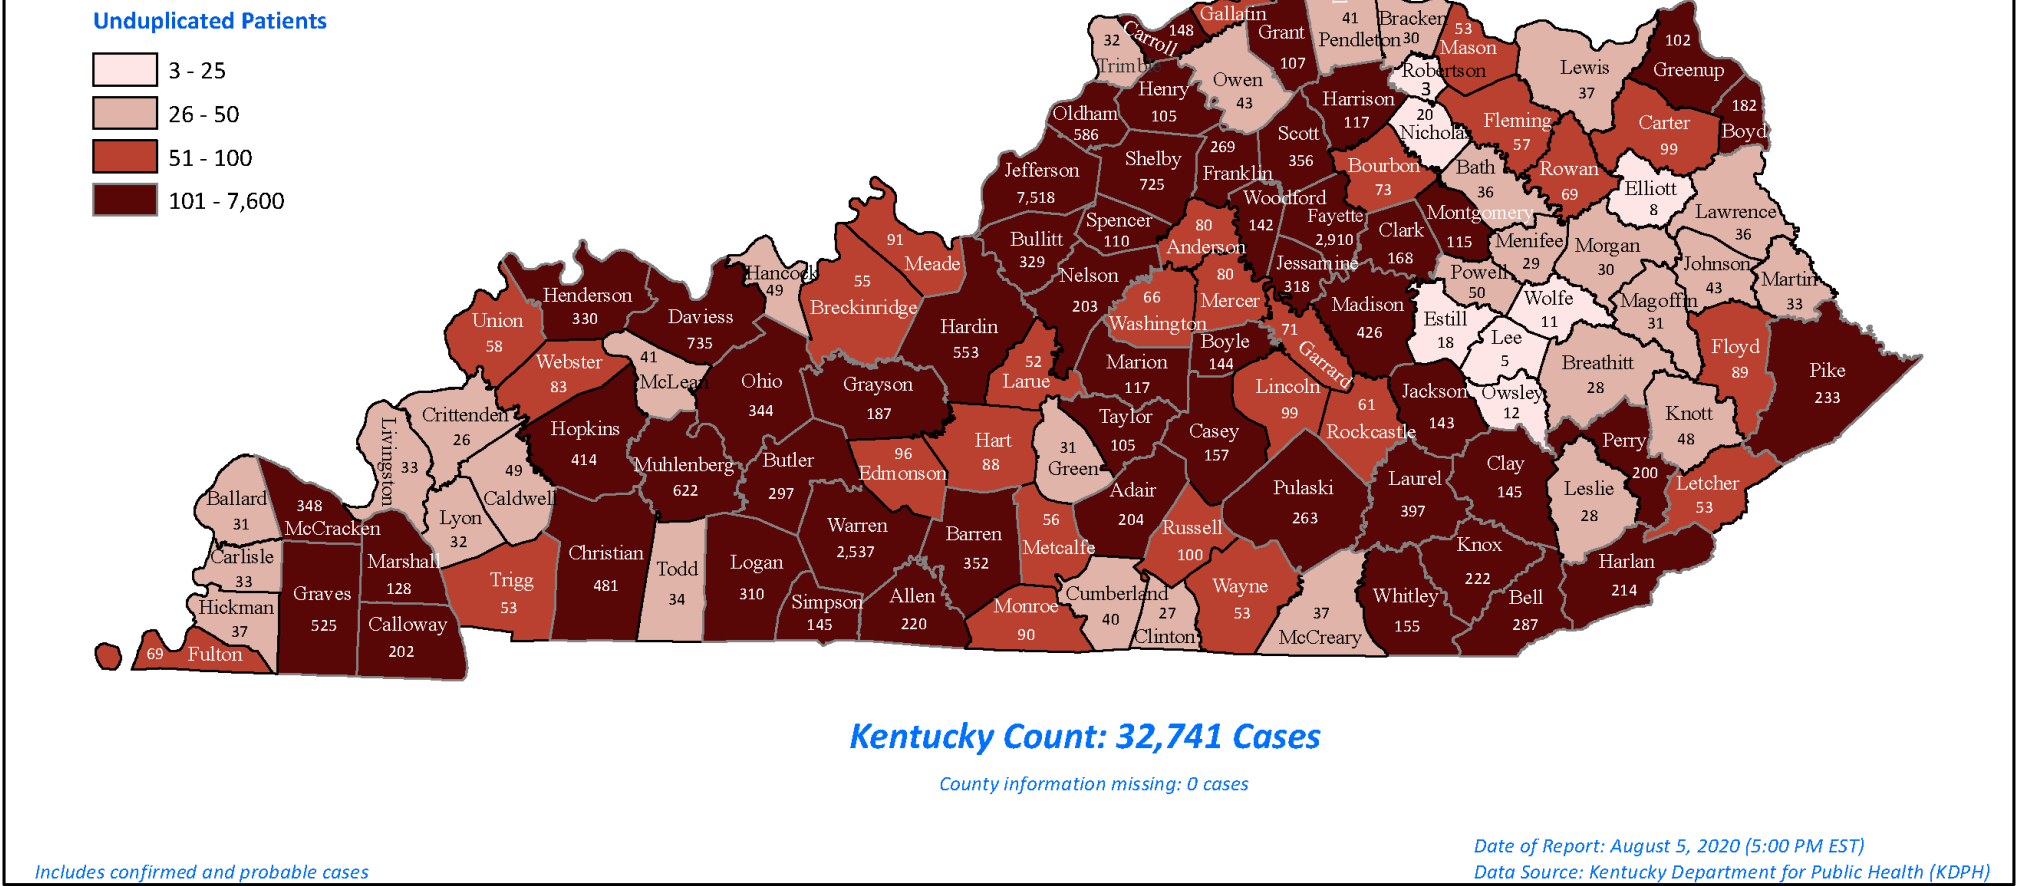 Unduplicated Patients
3 - 25
26 - 50
51 - 100
101 - 7,600
Gallatin
41
Bracken
30
Pendleton
53
Mason
32
Trimble
Carroll
148
Grant
107
Owen
43
Robertson
3
Lewis
37
102
Greenup
182
Boyd
Henry
105
Oldham
586
Harrison
117
20
Nicholas
Fleming
57
Carter
99
Scott
356
269
Franklin
Shelby
725
Jefferson
7,518
Bourbon
73
Bath
36
Rowan
69
Elliott
8
Lawrence
36
Woodford
142
Fayette
2,910
Clark
168
Montgomery
115
Menifee
29
Morgan
30
Johnson
43
Martin
33
Spencer
110
80
Anderson
Bullitt
329
91
Meade
55
Breckinridge
Hancock
49
Nelson
203
80
Mercer
66
Washington
Jessamine
318
Madison
426
Powell
50
Estill
18
Wolfe
11
Magoffin
31
Lee
5
Henderson
330
Daviess
735
Union
58
Webster
83
41
McLean
Ohio
344
Grayson
187
Hardin
553
52
Larue
Marion
117
Boyle
144
71
Garrard
Lincoln
99
61
Rockcastle
Jackson
143
Owsley
12
Breathitt
28
Floyd
89
Pike
233
Knott
48
Perry
200
Letcher
53
Leslie
28
Clay
145
Laurel
397
Pulaski
263
Casey
157
Taylor
105
31
Green
Hart
88
96
Edmonson
Butler
297
Muhlenberg
622
Hopkins
414
Crittenden
26
Livingston
33
49
Caldwell
Lyon
32
Ballard
31
348
McCracken
Carlisle
33
Hickman
37
69
Fulton
Graves
525
Marshall
128
Calloway
202
Trigg
53
Christian
481
Todd
34
Logan
310
Warren
2,537
Simpson
145
Allen
220
Barren
352
56
Metcalfe
Monroe
90
Adair
204
Russell
100
Cumberland
40
27
Clinton
Wayne
53
37
McCreary
Whitley
155
Knox
222
Bell
287
Harlan
214
Kentucky Count: 32,741 Cases
County information missing: 0 cases
Date of Report: August 5, 2020 (5:00 PM EST)
Includes confirmed and probable cases
Data Source: Kentucky Department for Public Health (KDPH)